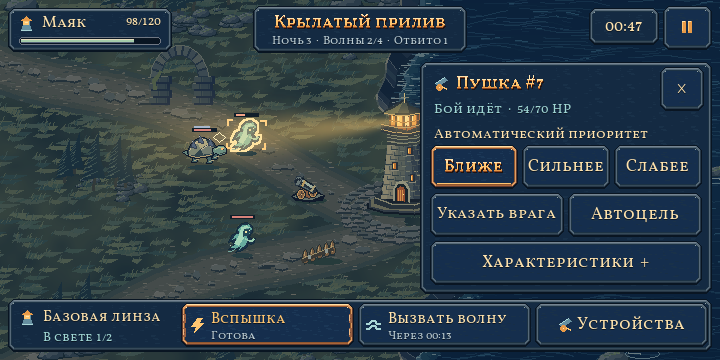 Маяк 98/120
Крылатый прилив
Ночь 3 · Волны 2/4 · Отбито 1
00:47
Пушка #7
X
Бой идёт · 54/70 HP
Автоматический приоритет
Ближе Сильнее Слабее
Указать врага Автоцель
Характеристики +
Базовая линза
В свете 1/2
Вспышка
Готова
Вызвать волну
Через 00:13
Устройства